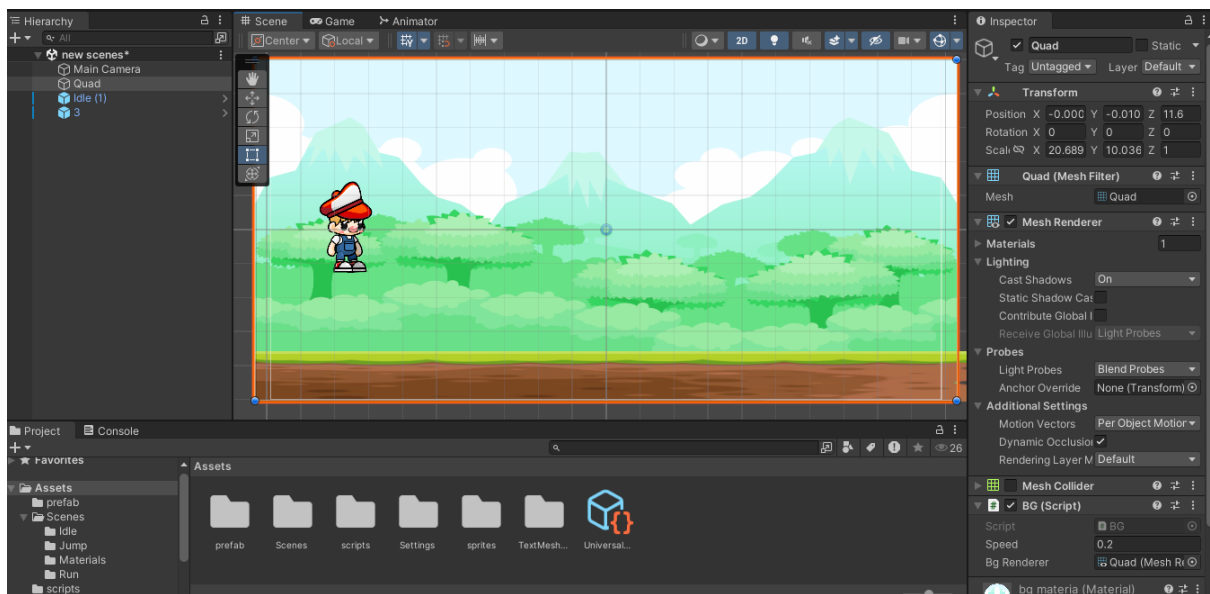 Hierarchy
All
new scenes*
Main Camera
Quad
Idle (1)
3
Scene
Game
Animator
Center
Local
2D
Inspector
Quad
Static
Tag Untagged Layer Default
Transform
Position X -0.000 Y -0.010 Z 11.6
Rotation X 0 Y 0 Z 0
Scale X 20.689 Y 10.036 Z 1
Quad (Mesh Filter)
Mesh Quad
Mesh Renderer
Materials 1
Lighting
Cast Shadows On
Static Shadow Cas
Contribute Global I
Receive Global Illu Light Probes
Probes
Light Probes Blend Probes
Anchor Override None (Transform)
Additional Settings
Motion Vectors Per Object Motior
Dynamic Occlusion
Rendering Layer M Default
Mesh Collider
BG (Script)
Script BG
Speed 0.2
Bg Renderer Quad (Mesh Re
bg materia (Material)
Project
Console
26
Favorites
Assets
prefab
Scenes
Idle
Jump
Materials
Run
scripts
Assets
prefab
Scenes
scripts
Settings
sprites
TextMesh...
Universal...